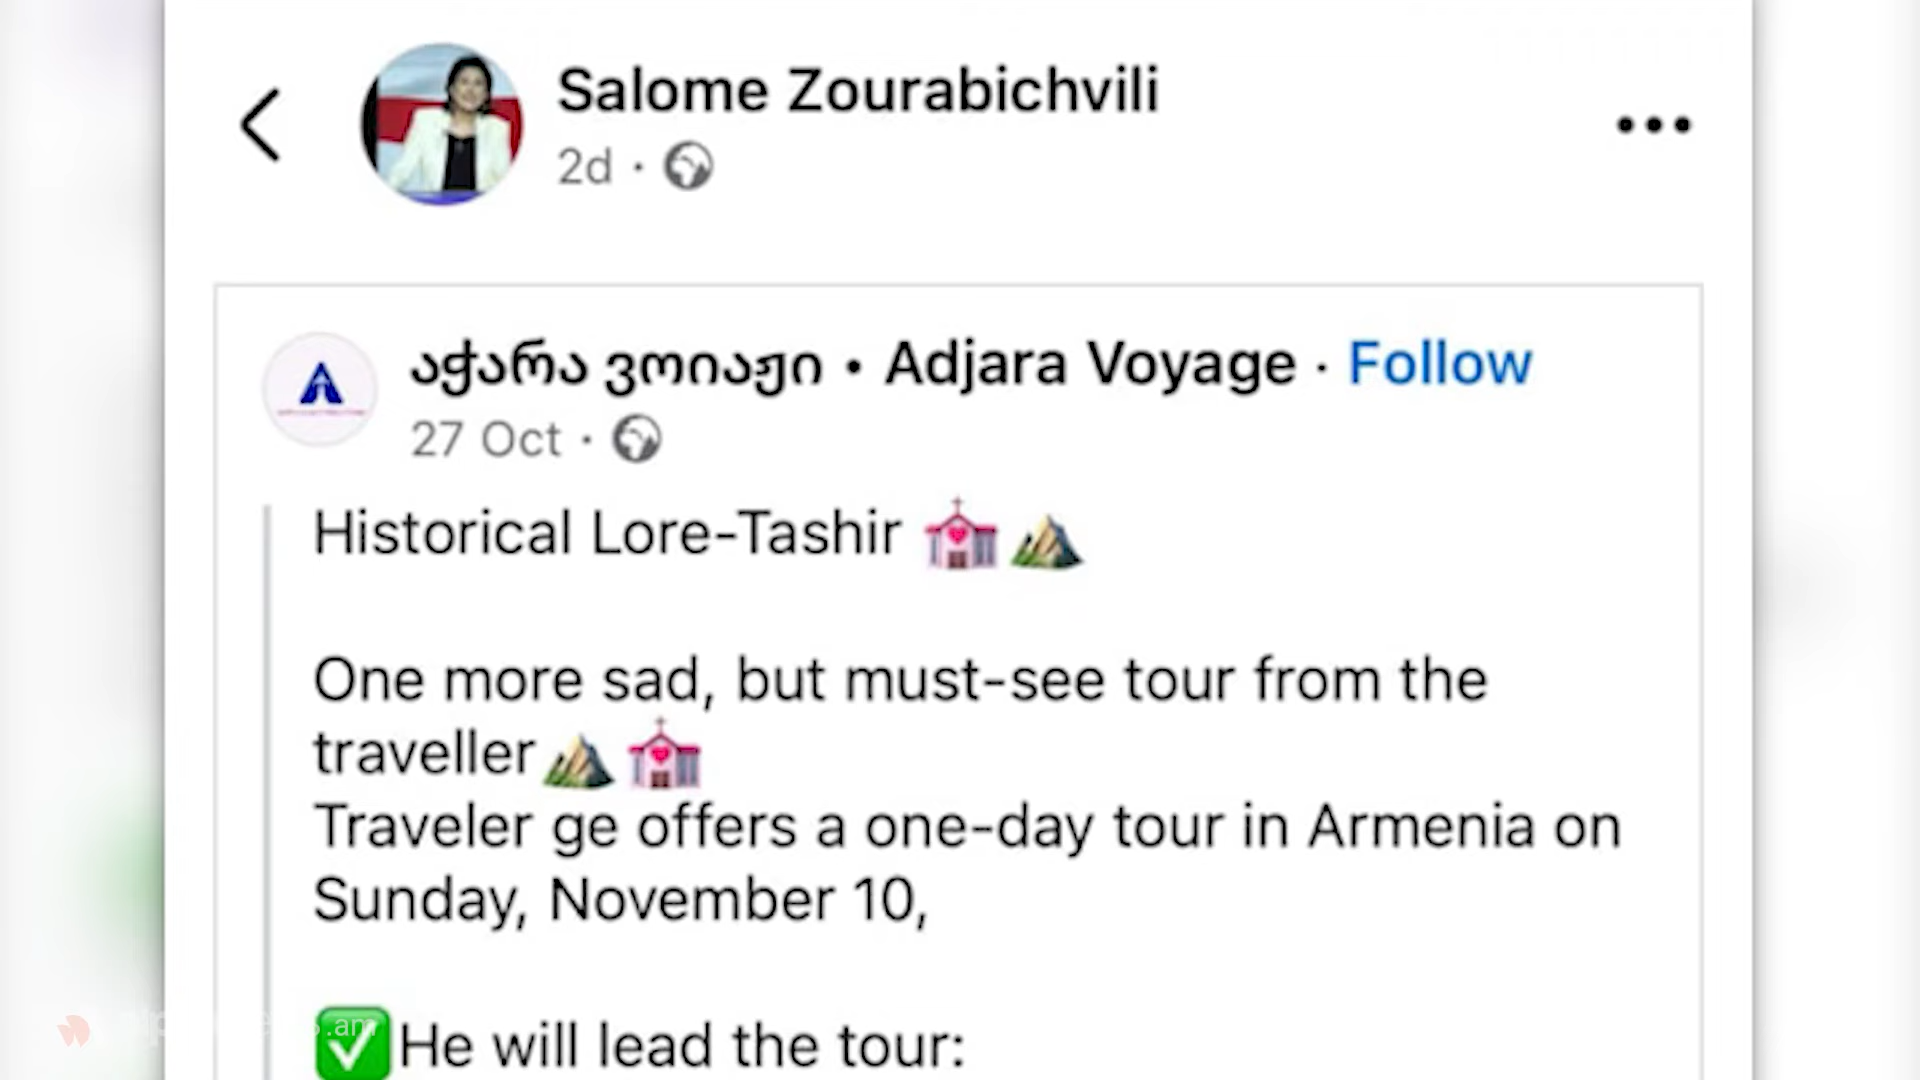 Salome Zourabichvili
2d ·
აჭარა ვოიაჟი • Adjara Voyage · Follow
27 Oct ·
Historical Lore-Tashir
One more sad, but must-see tour from the
traveller
Traveler ge offers a one-day tour in Armenia on
Sunday, November 10,
He will lead the tour:
.am